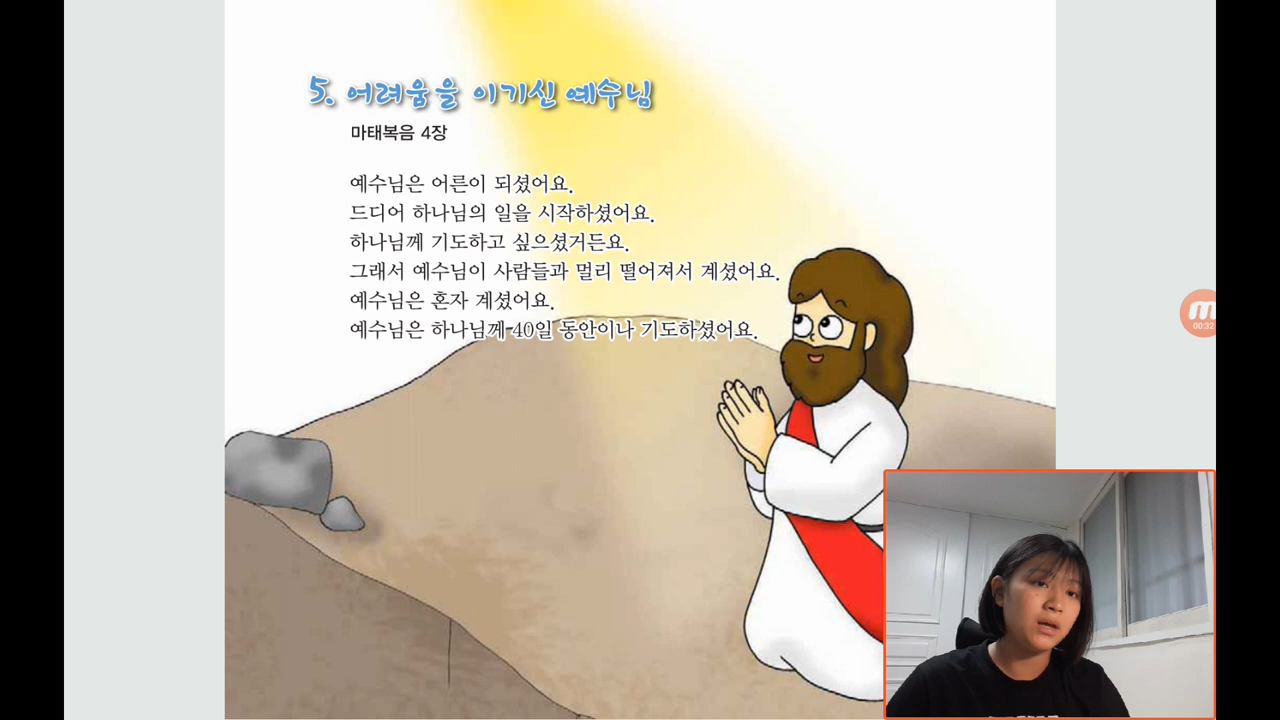 5. 어려움을 이기신 예수님
마태복음 4장
예수님은 어른이 되셨어요.
드디어 하나님의 일을 시작하셨어요.
하나님께 기도하고 싶으셨거든요.
그래서 예수님이 사람들과 멀리 떨어져서 계셨어요.
예수님은 혼자 계셨어요.
예수님은 하나님께 40일 동안이나 기도하셨어요.
00:32